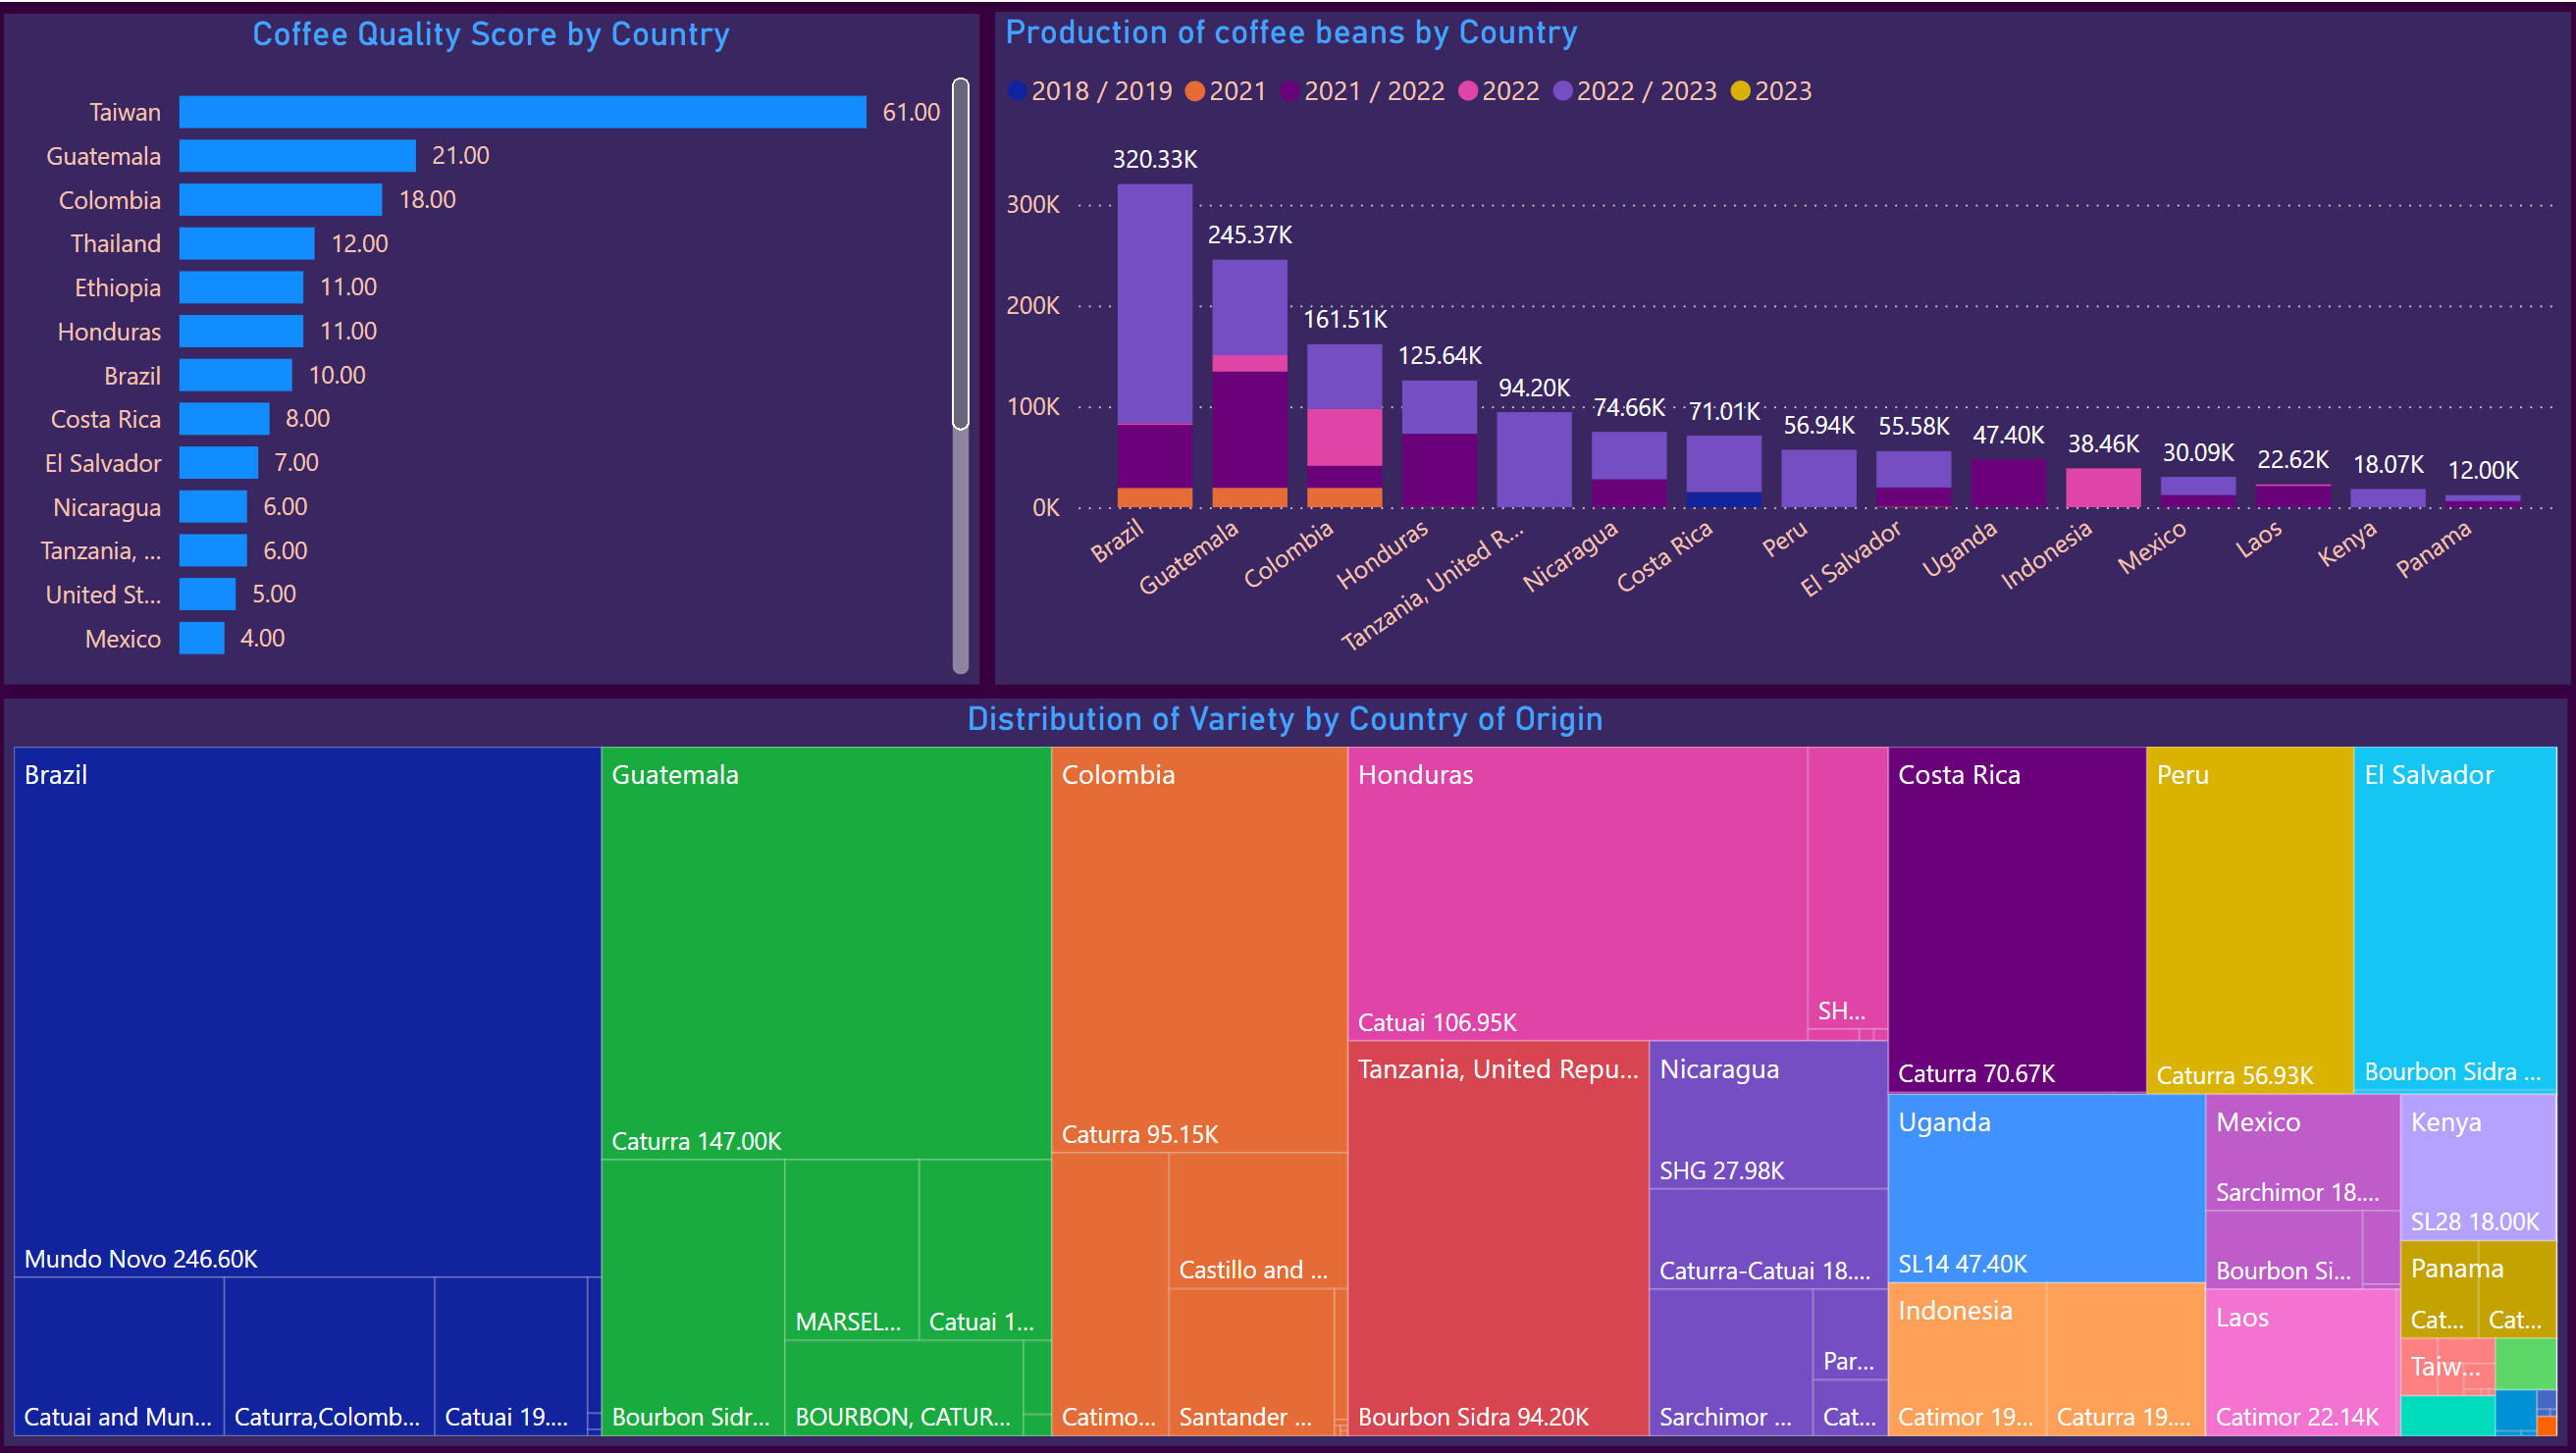 Coffee Quality Score by Country
Taiwan 61.00
Guatemala 21.00
Colombia 18.00
Thailand 12.00
Ethiopia 11.00
Honduras 11.00
Brazil 10.00
Costa Rica 8.00
El Salvador 7.00
Nicaragua 6.00
Tanzania, ... 6.00
United St... 5.00
Mexico 4.00
Production of coffee beans by Country
2018 / 2019 2021 2021 / 2022 2022 2022 / 2023 2023
300K
200K
100K
0K
320.33K
245.37K
161.51K
125.64K
94.20K
74.66K
71.01K
56.94K
55.58K
47.40K
38.46K
30.09K
22.62K
18.07K
12.00K
Brazil
Guatemala
Colombia
Honduras
Tanzania, United R...
Nicaragua
Costa Rica
Peru
El Salvador
Uganda
Indonesia
Mexico
Laos
Kenya
Panama
Distribution of Variety by Country of Origin
Brazil
Mundo Novo 246.60K
Catuai and Mun...
Caturra,Colomb...
Catuai 19....
Guatemala
Caturra 147.00K
Bourbon Sidr...
MARSEL...
Catuai 1...
BOURBON, CATUR...
Colombia
Caturra 95.15K
Catimo...
Castillo and ...
Santander ...
Honduras
Catuai 106.95K
SH...
Tanzania, United Repu...
Bourbon Sidra 94.20K
Nicaragua
SHG 27.98K
Caturra-Catuai 18....
Sarchimor ...
Par...
Cat...
Costa Rica
Caturra 70.67K
Peru
Caturra 56.93K
El Salvador
Bourbon Sidra ...
Uganda
SL14 47.40K
Indonesia
Catimor 19...
Caturra 19....
Mexico
Sarchimor 18....
Bourbon Si...
Laos
Catimor 22.14K
Kenya
SL28 18.00K
Panama
Cat...
Cat...
Taiw...